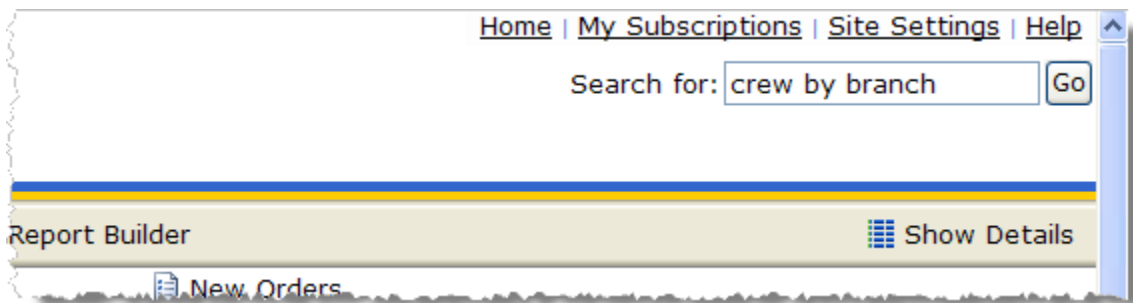 Home | My Subscriptions | Site Settings | Help
Search for: crew by branch Go
Report Builder Show Details
New Orders